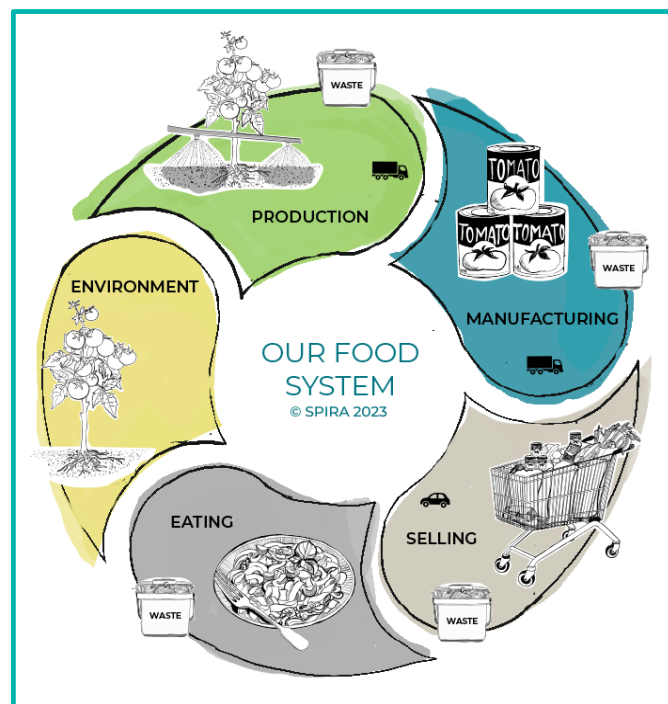 WASTE
PRODUCTION
TOMATO
TOMATO
TOMATO
WASTE
MANUFACTURING
ENVIRONMENT
OUR FOOD
SYSTEM
© SPIRA 2023
EATING
SELLING
WASTE
WASTE